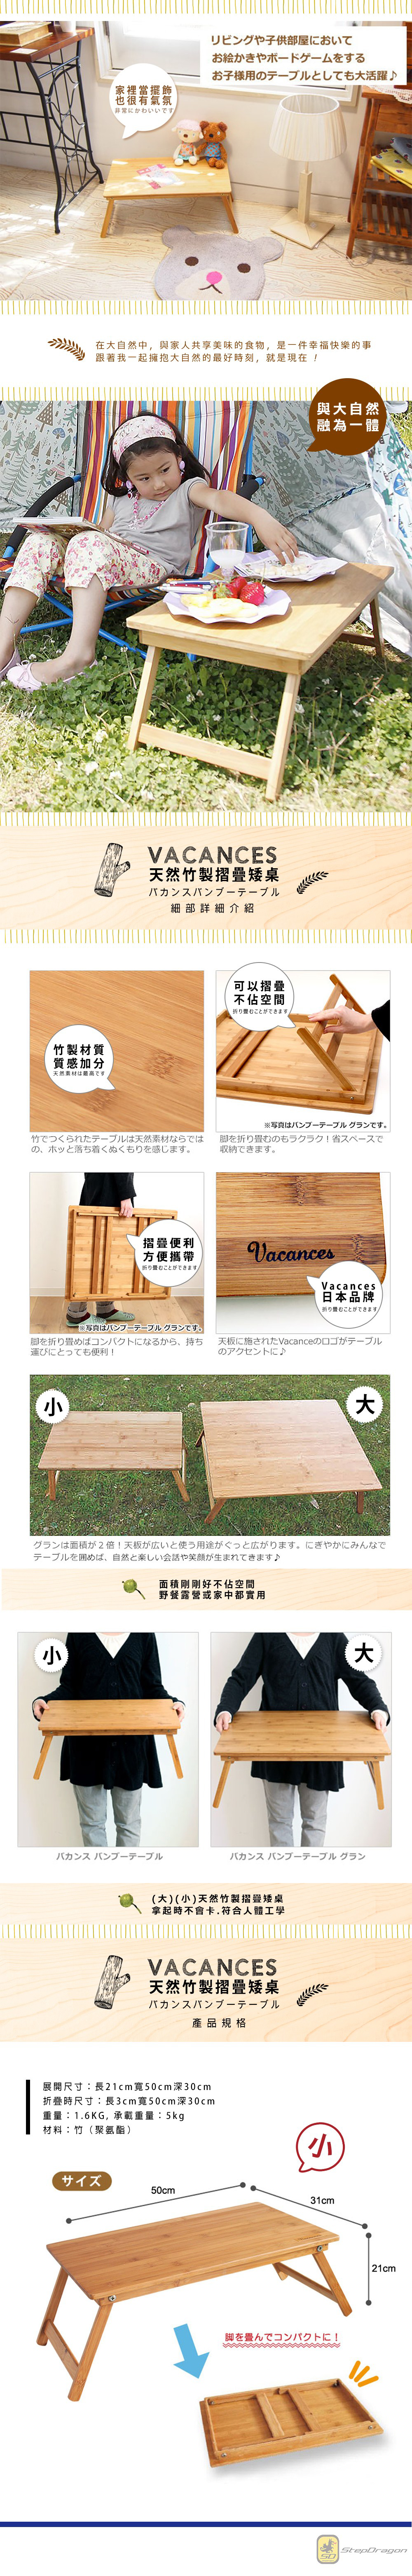 リビングや子供部屋において
お絵かきやボードゲームをする
お子様用のテーブルとしても大活躍♪
家裡當擺飾
也很有氣氛
非常にかわいいです
在大自然中，與家人共享美味的食物，是一件幸福快樂的事
跟著我一起擁抱大自然的最好時刻，就是現在！
與大自然
融為一體
VACANCES
天然竹製摺疊矮桌
バカンスバンブーテーブル
細部詳細介紹
竹製材質
質感加分
天然素材は最高です
可以摺疊
不佔空間
折り畳むことができます
※写真はバンブーテーブル グランです。
竹でつくられたテーブルは天然素材ならでは
の、ホッと落ち着くぬくもりを感じます。
脚を折り畳むのもラクラク！省スペースで
収納できます。
摺疊便利
方便攜帶
折り畳むことができます
※写真はバンブーテーブル グランです。
Vacances
Vacances
日本品牌
折り畳むことができます
脚を折り畳めばコンパクトになるから、持ち
運びにとっても便利！
天板に施されたVacanceのロゴがテーブル
のアクセントに♪
小
大
グランは面積が２倍！天板が広いと使う用途がぐっと広がります。にぎやかにみんなで
テーブルを囲めば、自然と楽しい会話や笑顔が生まれてきます♪
面積剛剛好不佔空間
野餐露營或家中都實用
小
大
バカンス バンブーテーブル
バカンス バンブーテーブル グラン
(大)(小)天然竹製摺疊矮桌
拿起時不會卡.符合人體工學
VACANCES
天然竹製摺疊矮桌
バカンスバンブーテーブル
產品規格
展開尺寸：長21cm寬50cm深30cm
折疊時尺寸：長3cm寬50cm深30cm
重量：1.6KG, 承載重量：5kg
材料：竹（聚氨酯）
小
サイズ
50cm
31cm
21cm
脚を畳んでコンパクトに！
SD
StepDragon